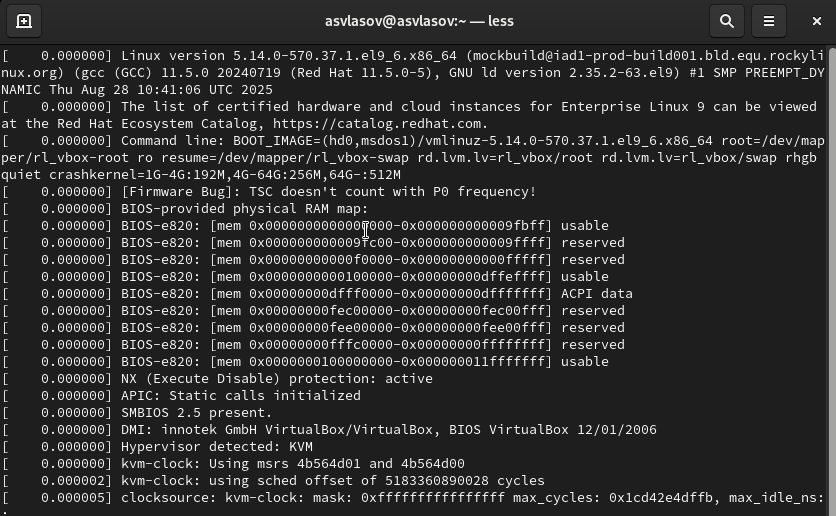 asvlasov@asvlasov:~ — less
[    0.000000] Linux version 5.14.0-570.37.1.el9_6.x86_64 (mockbuild@iad1-prod-build001.bld.equ.rockyli
nux.org) (gcc (GCC) 11.5.0 20240719 (Red Hat 11.5.0-5), GNU ld version 2.35.2-63.el9) #1 SMP PREEMPT_DY
NAMIC Thu Aug 28 10:41:06 UTC 2025
[    0.000000] The list of certified hardware and cloud instances for Enterprise Linux 9 can be viewed
at the Red Hat Ecosystem Catalog, https://catalog.redhat.com.
[    0.000000] Command line: BOOT_IMAGE=(hd0,msdos1)/vmlinuz-5.14.0-570.37.1.el9_6.x86_64 root=/dev/map
per/rl_vbox-root ro resume=/dev/mapper/rl_vbox-swap rd.lvm.lv=rl_vbox/root rd.lvm.lv=rl_vbox/swap rhgb
quiet crashkernel=1G-4G:192M,4G-64G:256M,64G-:512M
[    0.000000] [Firmware Bug]: TSC doesn't count with P0 frequency!
[    0.000000] BIOS-provided physical RAM map:
[    0.000000] BIOS-e820: [mem 0x0000000000000000-0x000000000009fbff] usable
[    0.000000] BIOS-e820: [mem 0x000000000009fc00-0x000000000009ffff] reserved
[    0.000000] BIOS-e820: [mem 0x00000000000f0000-0x00000000000fffff] reserved
[    0.000000] BIOS-e820: [mem 0x0000000000100000-0x00000000dffeffff] usable
[    0.000000] BIOS-e820: [mem 0x00000000dfff0000-0x00000000dfffffff] ACPI data
[    0.000000] BIOS-e820: [mem 0x00000000fec00000-0x00000000fec00fff] reserved
[    0.000000] BIOS-e820: [mem 0x00000000fee00000-0x00000000fee00fff] reserved
[    0.000000] BIOS-e820: [mem 0x00000000fffc0000-0x00000000ffffffff] reserved
[    0.000000] BIOS-e820: [mem 0x0000000100000000-0x000000011fffffff] usable
[    0.000000] NX (Execute Disable) protection: active
[    0.000000] APIC: Static calls initialized
[    0.000000] SMBIOS 2.5 present.
[    0.000000] DMI: innotek GmbH VirtualBox/VirtualBox, BIOS VirtualBox 12/01/2006
[    0.000000] Hypervisor detected: KVM
[    0.000000] kvm-clock: Using msrs 4b564d01 and 4b564d00
[    0.000002] kvm-clock: using sched offset of 5183360890028 cycles
[    0.000005] clocksource: kvm-clock: mask: 0xffffffffffffffff max_cycles: 0x1cd42e4dffb, max_idle_ns: